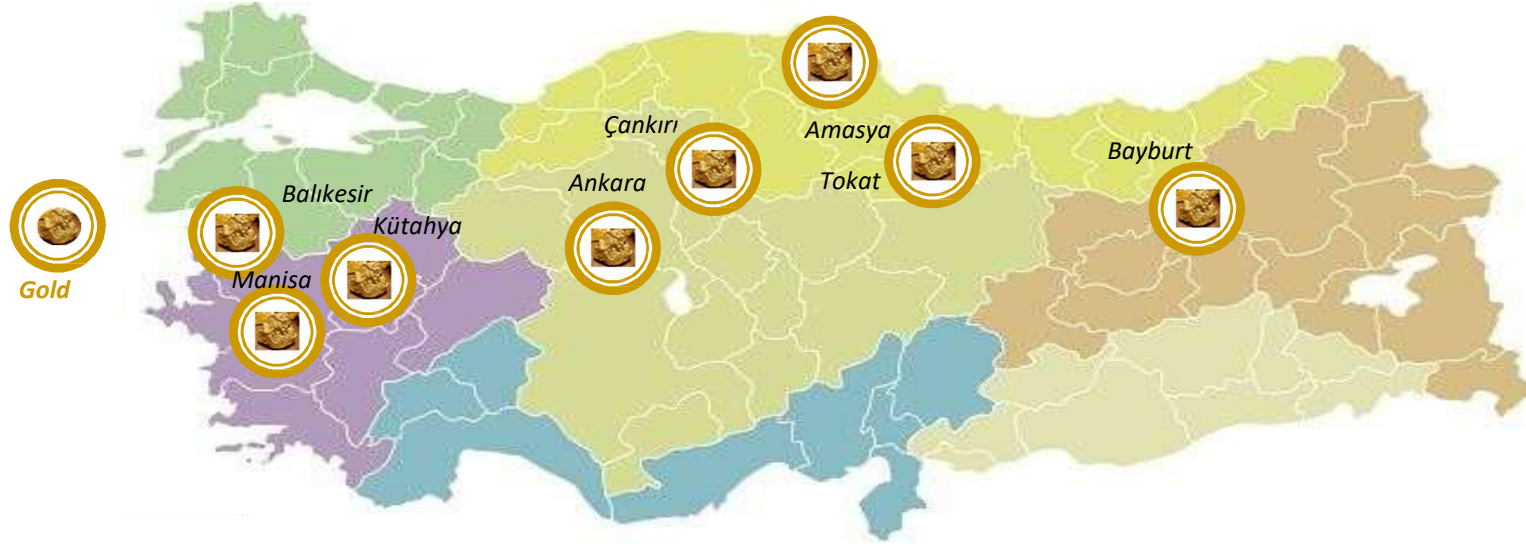 Çankırı
Amasya
Bayburt
Ankara
Tokat
Balıkesir
Kütahya
Manisa
Gold